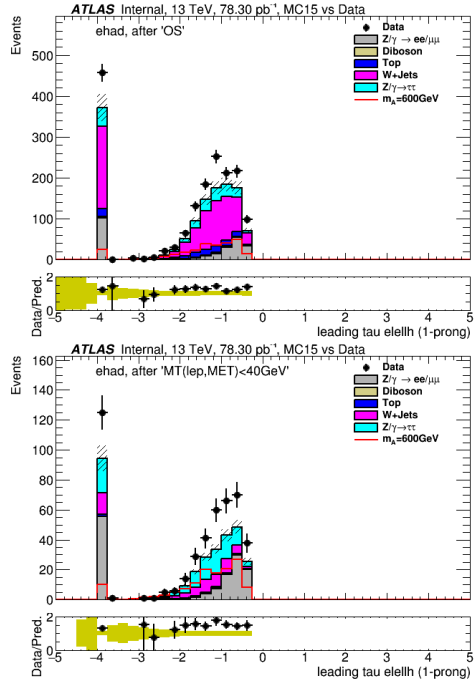 ATLAS Internal, 13 TeV, 78.30 pb⁻¹, MC15 vs Data
Events
ehad, after 'OS'
Data
Z/γ → ee/μμ
Diboson
Top
W+Jets
Z/γ→ττ
m_A=600GeV
500
400
300
200
100
0
Data/Pred.
2
0
−5 −4 −3 −2 −1 0 1 2 3 4 5
leading tau elellh (1-prong)
ATLAS Internal, 13 TeV, 78.30 pb⁻¹, MC15 vs Data
Events
ehad, after 'MT(lep,MET)<40GeV'
Data
Z/γ → ee/μμ
Diboson
Top
W+Jets
Z/γ→ττ
m_A=600GeV
160
140
120
100
80
60
40
20
0
Data/Pred.
2
0
−5 −4 −3 −2 −1 0 1 2 3 4 5
leading tau elellh (1-prong)